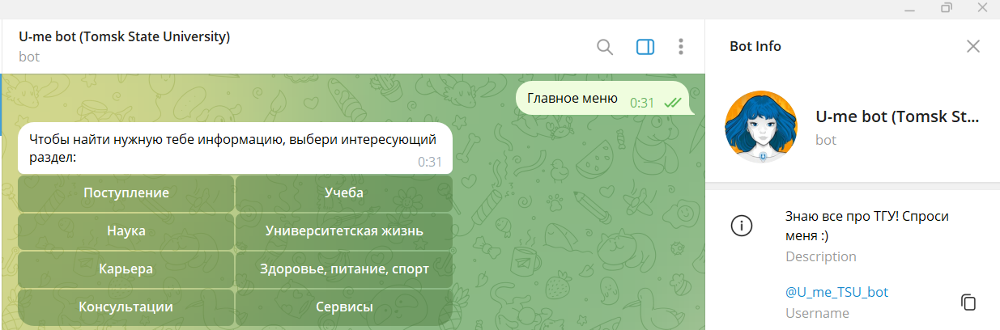 U-me bot (Tomsk State University)
bot
Главное меню 0:31
Чтобы найти нужную тебе информацию, выбери интересующий
раздел:
0:31
Поступление
Учеба
Наука
Университетская жизнь
Карьера
Здоровье, питание, спорт
Консультации
Сервисы
Bot Info
U-me bot (Tomsk St...
bot
Знаю все про ТГУ! Спроси
меня :)
Description
@U_me_TSU_bot
Username